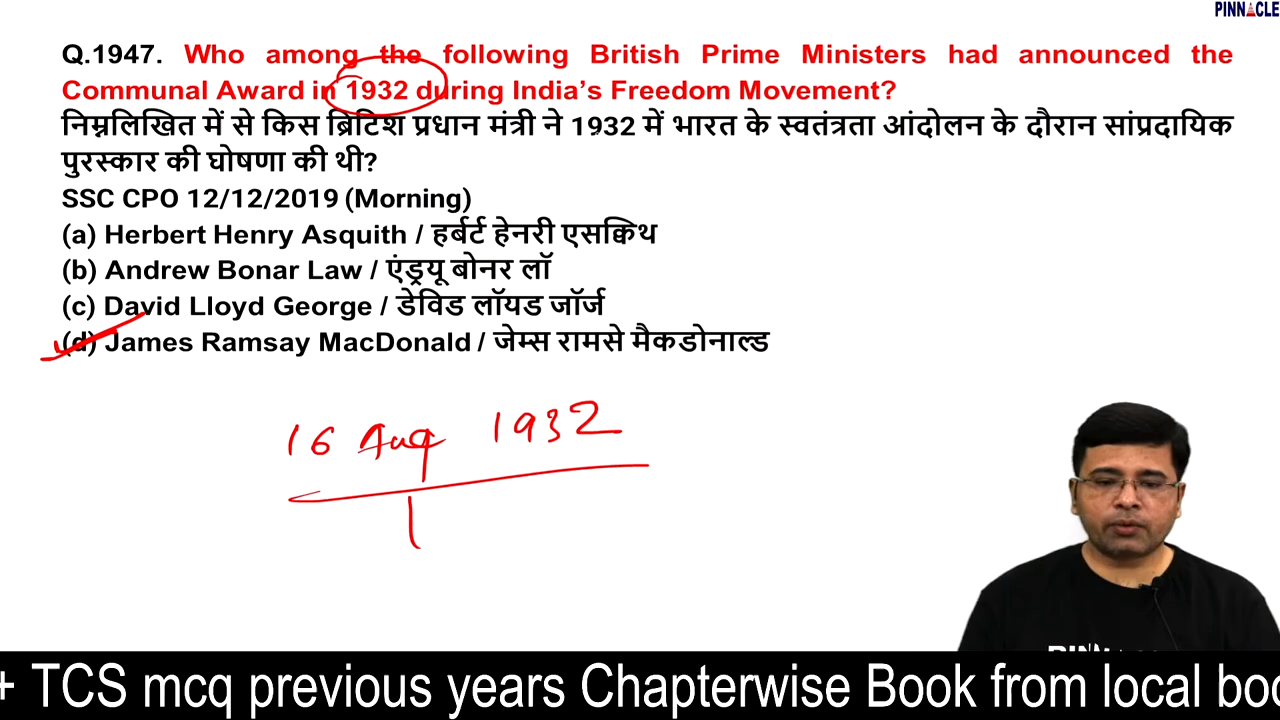 PINNACLE
Q.1947. Who among the following British Prime Ministers had announced the
Communal Award in 1932 during India's Freedom Movement?
निम्नलिखित में से किस ब्रिटिश प्रधान मंत्री ने 1932 में भारत के स्वतंत्रता आंदोलन के दौरान सांप्रदायिक
पुरस्कार की घोषणा की थी?
SSC CPO 12/12/2019 (Morning)
(a) Herbert Henry Asquith / हर्बर्ट हेनरी एसक्विथ
(b) Andrew Bonar Law / एंड्रयू बोनर लॉ
(c) David Lloyd George / डेविड लॉयड जॉर्ज
(d) James Ramsay MacDonald / जेम्स रामसे मैकडोनाल्ड
16 Aug 1932
+ TCS mcq previous years Chapterwise Book from local boo